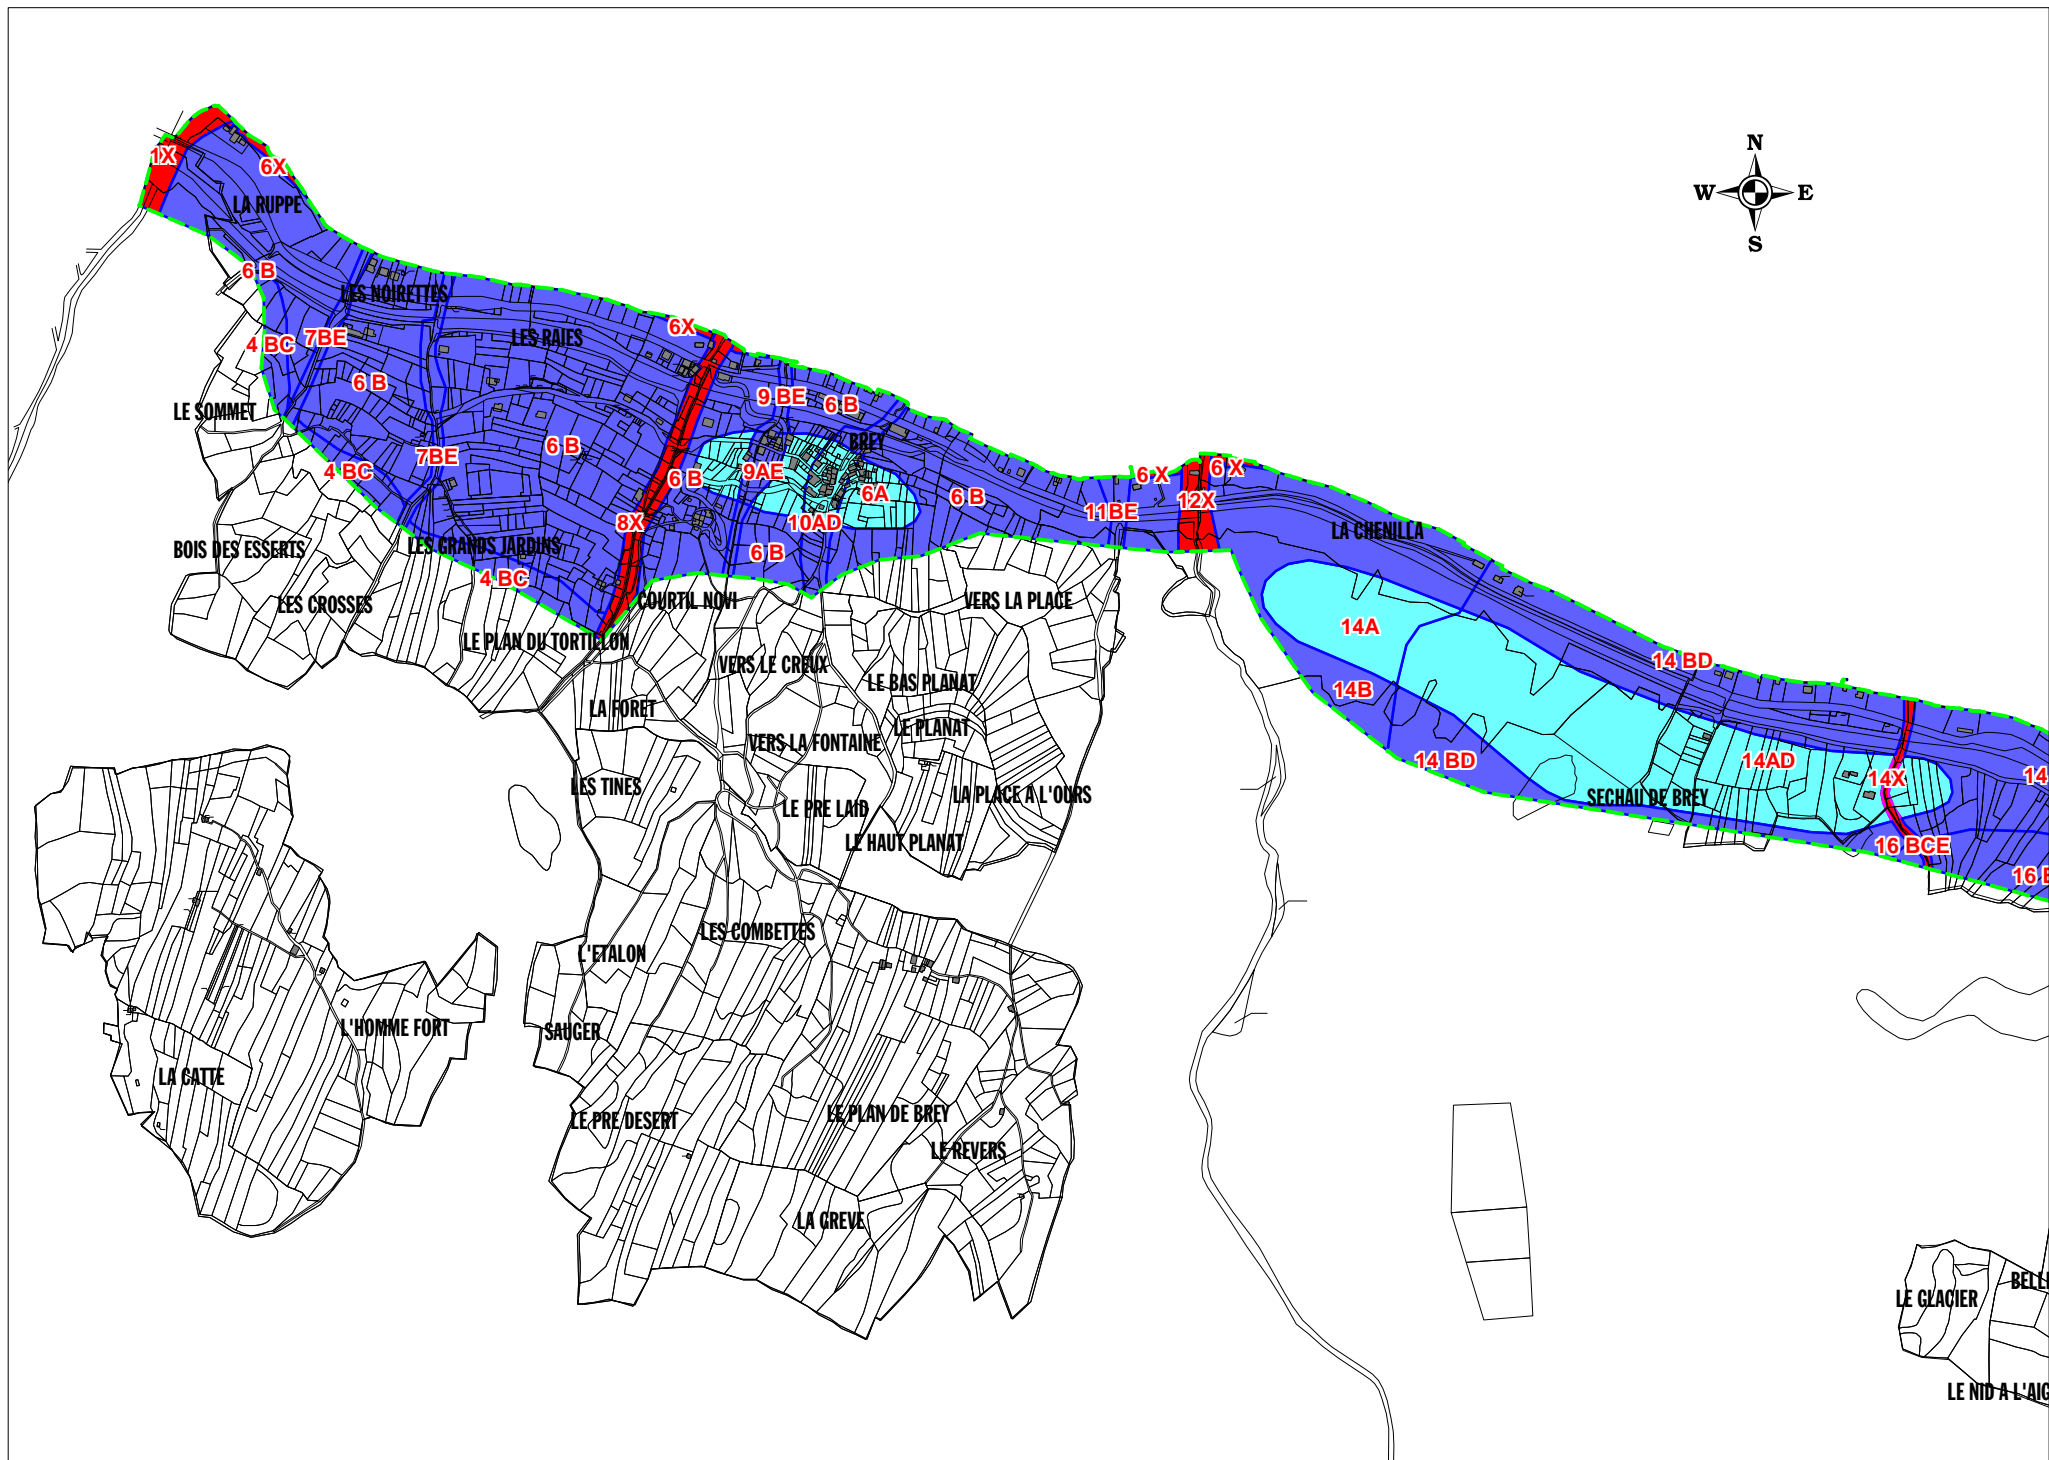 N
W E
S
1X
6X
LA RUPPE
6 B
LES NOIRETTES
4 BC
7BE
LES RAIES
6X
6 B
9 BE
6 B
LE SOMMET
BREY
7BE
6 B
4 BC
6 B
9AE
6A
6 B
6 X
6 X
12X
11BE
8X
10AD
LA CHENILLA
BOIS DES ESSERTS
LES GRANDS JARDINS
6 B
4 BC
LES CROSSES
COURTIL NOVI
VERS LA PLACE
14A
LE PLAN DU TORTILLON
VERS LE CREUX
14 BD
LE BAS PLANAT
14B
LA FORET
LE PLANAT
VERS LA FONTAINE
14 BD
14AD
14X
14
LES TINES
LE PRE LAID
LA PLACE A L'OURS
SECHAU DE BREY
LE HAUT PLANAT
16 BCE
16 B
LES COMBETTES
L'ETALON
L'HOMME FORT
SAUGER
LA CATTE
LE PRE DESERT
LE PLAN DE BREY
LE REVERS
LA GREVE
BELL
LE GLACIER
LE NID A L'AIG